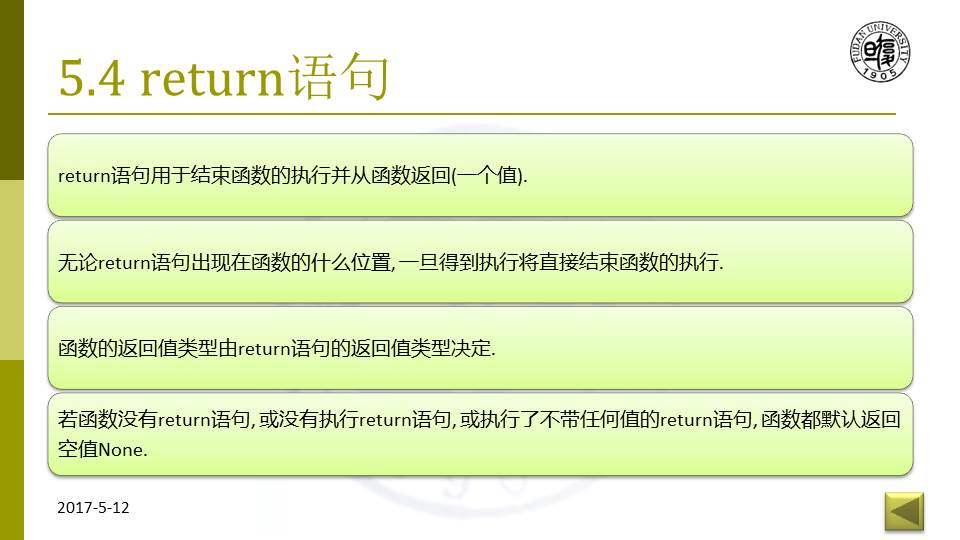 5.4 return语句
FUDAN UNIVERSITY
1905
return语句用于结束函数的执行并从函数返回(一个值).
无论return语句出现在函数的什么位置, 一旦得到执行将直接结束函数的执行.
函数的返回值类型由return语句的返回值类型决定.
若函数没有return语句, 或没有执行return语句, 或执行了不带任何值的return语句, 函数都默认返回
空值None.
2017-5-12